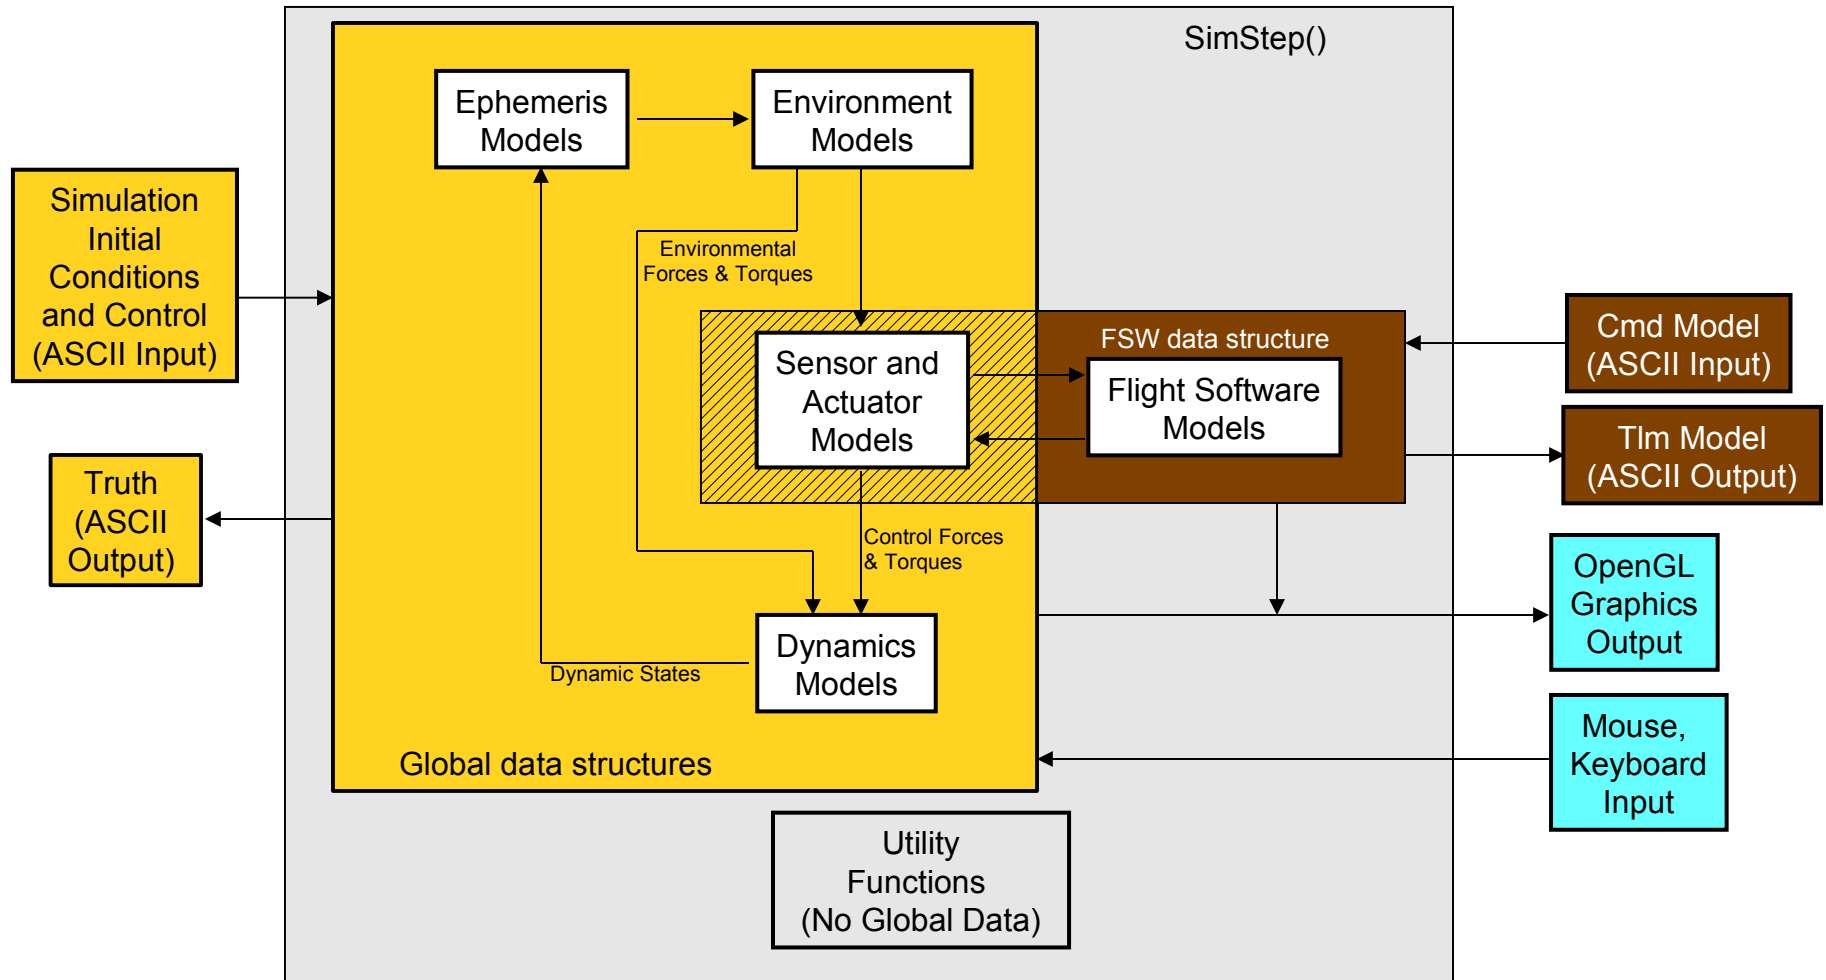 SimStep()
Ephemeris
Models
Environment
Models
Simulation
Initial
Conditions
and Control
(ASCII Input)
Environmental
Forces & Torques
Sensor and
Actuator
Models
FSW data structure
Flight Software
Models
Cmd Model
(ASCII Input)
Tlm Model
(ASCII Output)
Truth
(ASCII
Output)
Control Forces
& Torques
OpenGL
Graphics
Output
Dynamics
Models
Dynamic States
Mouse,
Keyboard
Input
Global data structures
Utility
Functions
(No Global Data)